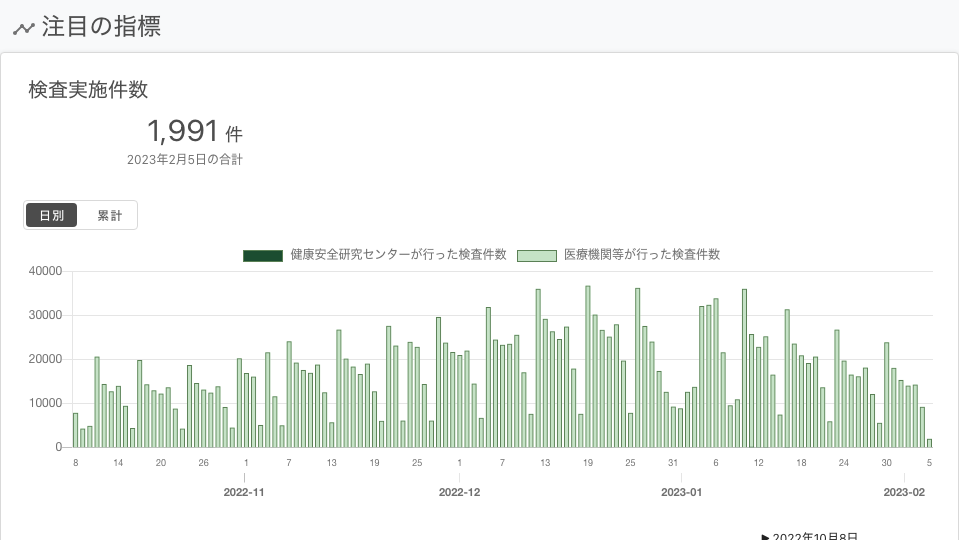 注目の指標
検査実施件数
1,991 件
2023年2月5日の合計
日別 累計
健康安全研究センターが行った検査件数 医療機関等が行った検査件数
40000
30000
20000
10000
0
8 14 20 26 1 7 13 19 25 1 7 13 19 25 31 6 12 18 24 30 5
2022-11 2022-12 2023-01 2023-02
▶ 2022年10月8日